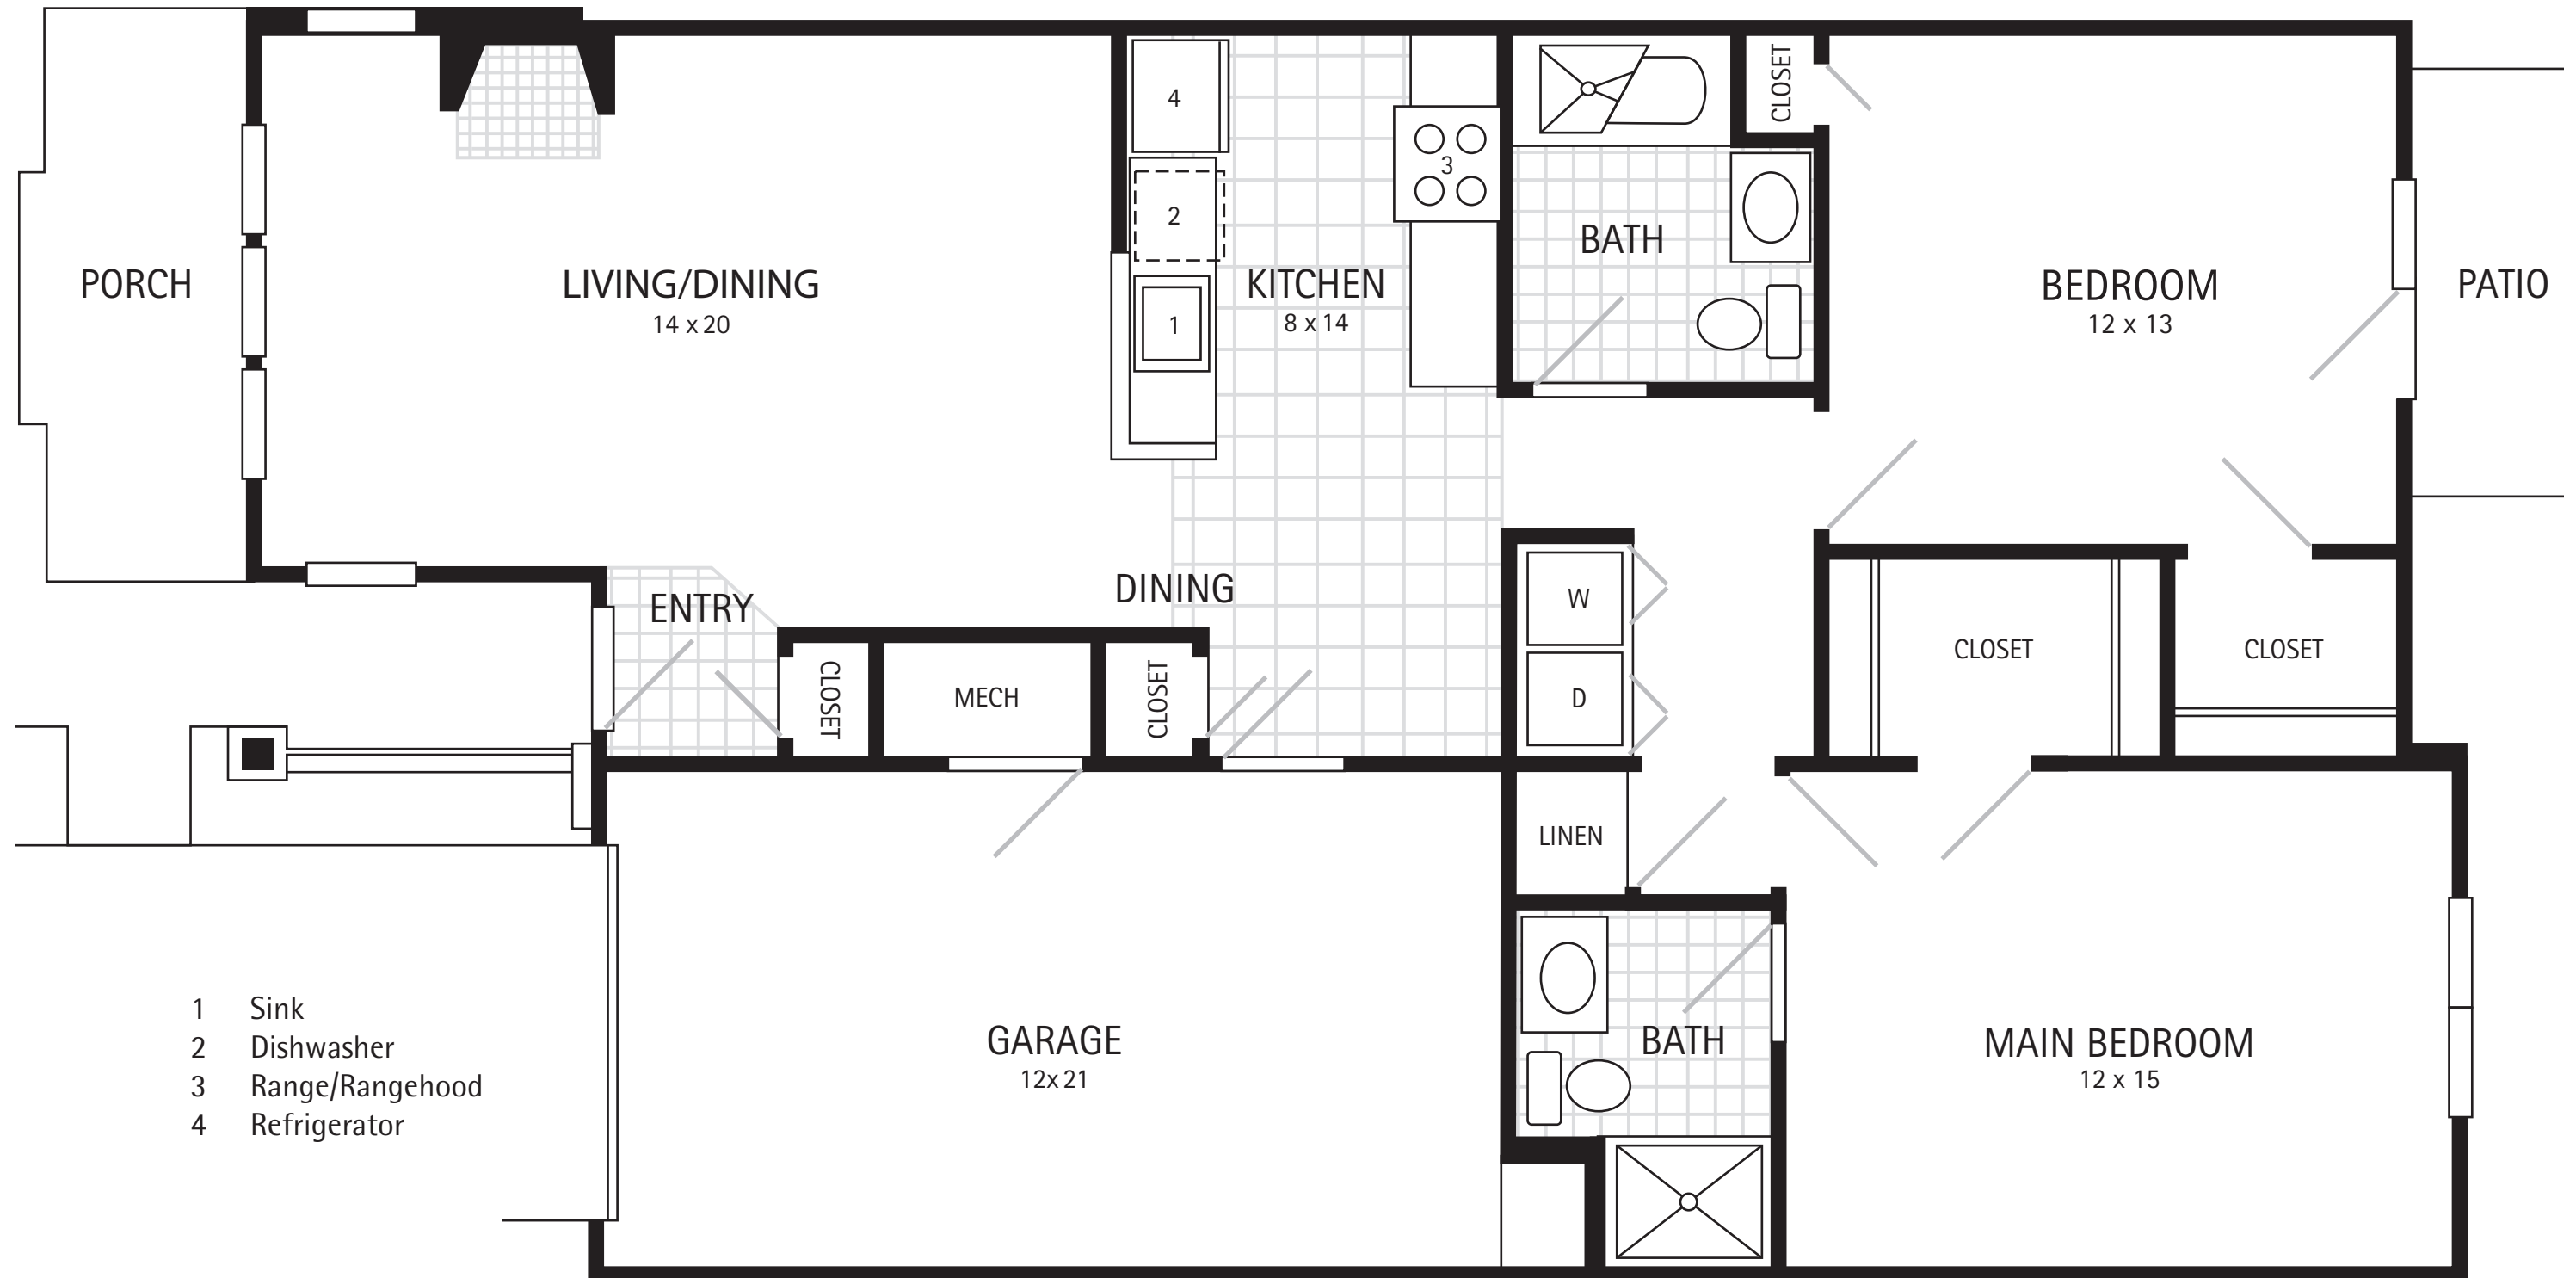 4
CLOSET
3
2
BATH
PORCH
LIVING/DINING
14 x 20
KITCHEN
8 x 14
BEDROOM
12 x 13
PATIO
1
DINING
ENTRY
W
CLOSET
MECH
CLOSET
D
CLOSET
CLOSET
LINEN
1 Sink
2 Dishwasher
3 Range/Rangehood
4 Refrigerator
GARAGE
12x 21
BATH
MAIN BEDROOM
12 x 15